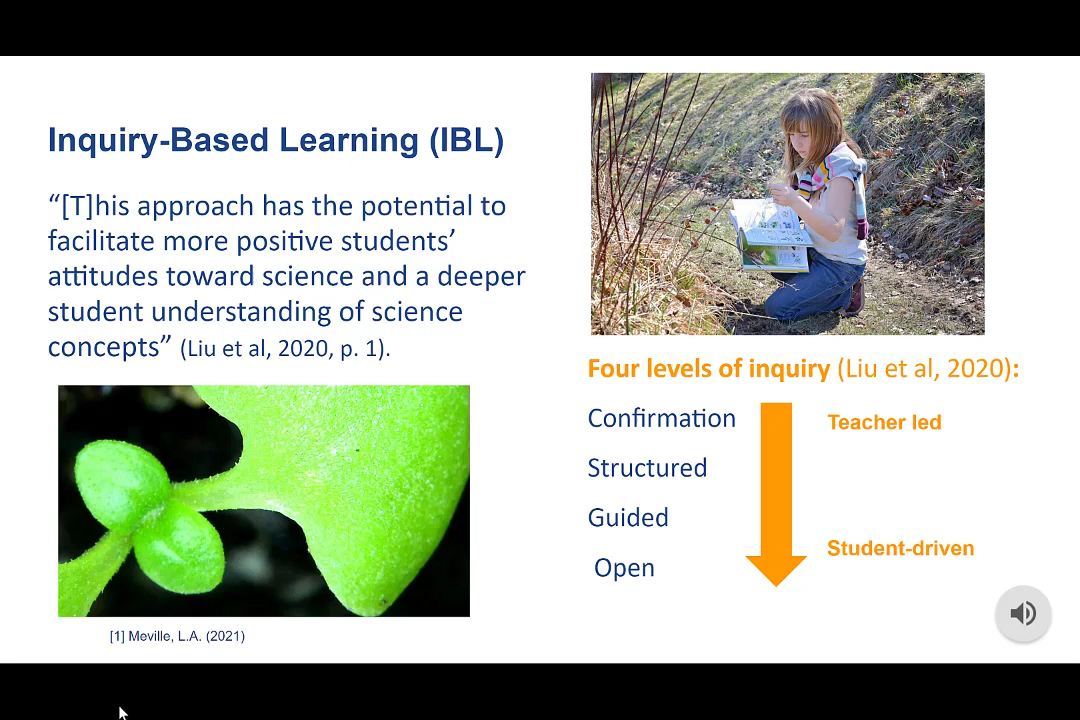 Inquiry-Based Learning (IBL)
“[T]his approach has the potential to
facilitate more positive students’
attitudes toward science and a deeper
student understanding of science
concepts” (Liu et al, 2020, p. 1).
[1] Meville, L.A. (2021)
Four levels of inquiry (Liu et al, 2020):
Confirmation
Teacher led
Structured
Guided
Student-driven
Open